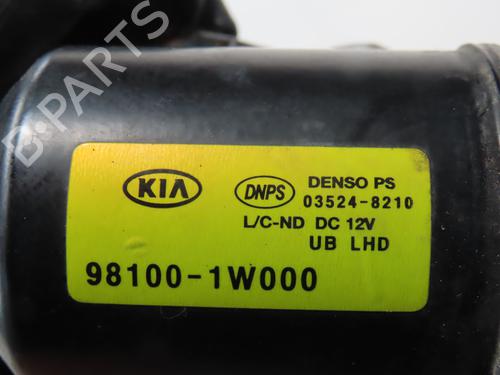 B-PARTS
KIA
DNPS
DENSO PS
03524-8210
L/C-ND DC 12V
UB LHD
98100-1W000